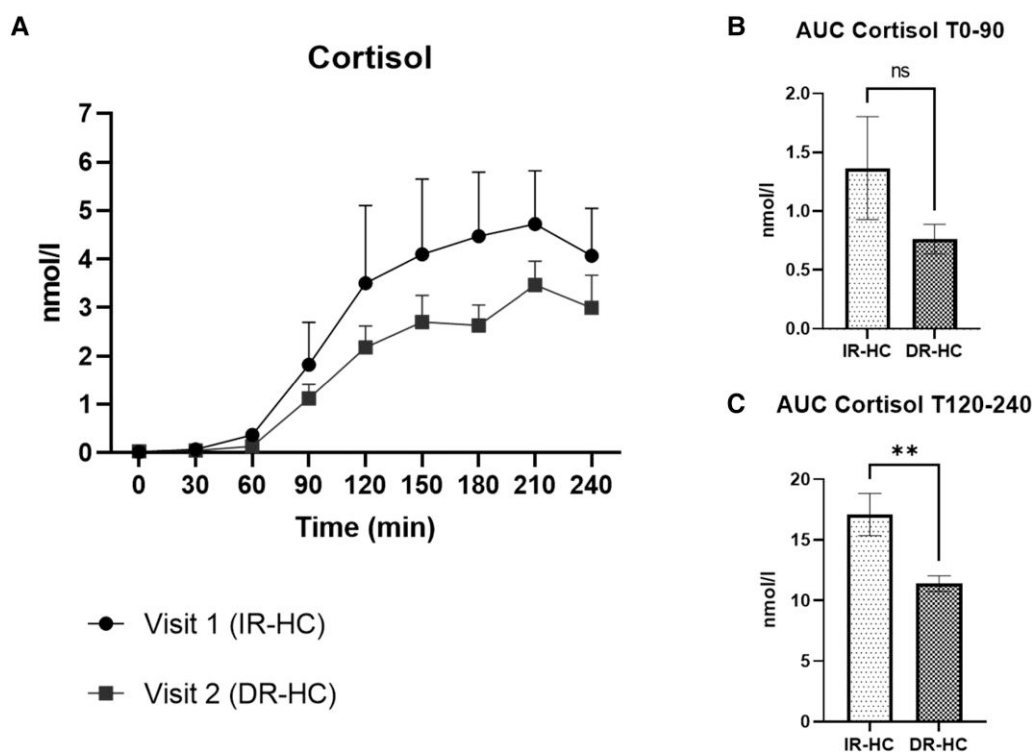 A
Cortisol
7
6
5
4
3
2
1
0
nmol/l
0 30 60 90 120 150 180 210 240
Time (min)
Visit 1 (IR-HC)
Visit 2 (DR-HC)
B AUC Cortisol T0-90
ns
2.0
1.5
1.0
0.5
0.0
nmol/l
IR-HC DR-HC
C AUC Cortisol T120-240
**
20
15
10
5
0
nmol/l
IR-HC DR-HC